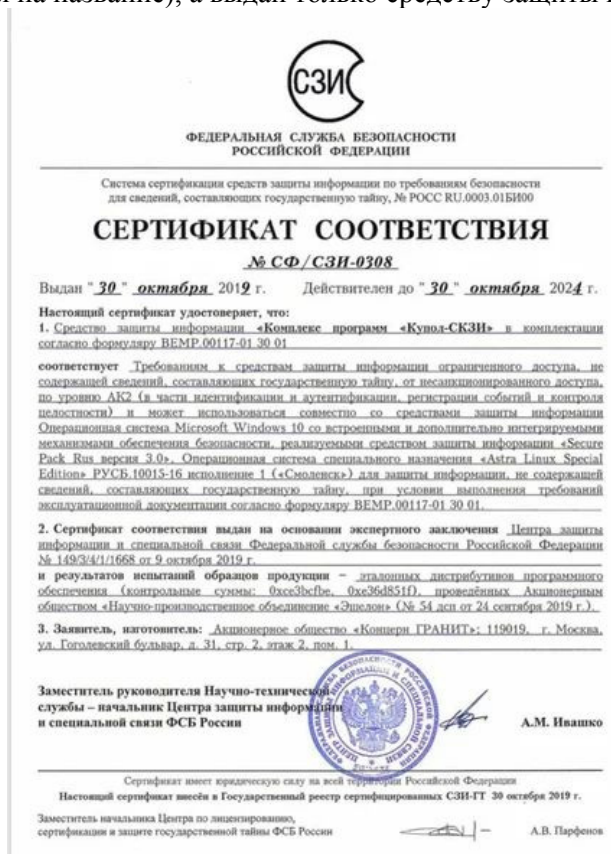 на название), а выдан только средству защиты
СЗИ
ФЕДЕРАЛЬНАЯ СЛУЖБА БЕЗОПАСНОСТИ
РОССИЙСКОЙ ФЕДЕРАЦИИ
Система сертификации средств защиты информации по требованиям безопасности
для сведений, составляющих государственную тайну, № РОСС RU.0003.01БИ00
СЕРТИФИКАТ СООТВЕТСТВИЯ
№ СФ/СЗИ-0308
Выдан "30" октября 2019 г. Действителен до "30" октября 2024 г.
Настоящий сертификат удостоверяет, что:
1. Средство защиты информации «Комплекс программ «Купол-СКЗИ» в комплектации
согласно формуляру ВЕМР.00117-01 30 01
соответствует Требованиям к средствам защиты информации ограниченного доступа, не
содержащей сведений, составляющих государственную тайну, от несанкционированного доступа,
по уровню АК2 (в части идентификации и аутентификации, регистрации событий и контроля
целостности) и может использоваться совместно со средствами защиты информации
Операционная система Microsoft Windows 10 со встроенными и дополнительно интегрируемыми
механизмами обеспечения безопасности, реализуемыми средством защиты информации «Secure
Pack Rus версия 3.0», Операционная система специального назначения «Astra Linux Special
Edition» РУСБ.10015-16 исполнение 1 («Смоленск») для защиты информации, не содержащей
сведений, составляющих государственную тайну, при условии выполнения требований
эксплуатационной документации согласно формуляру ВЕМР.00117-01 30 01.
2. Сертификат соответствия выдан на основании экспертного заключения Центра защиты
информации и специальной связи Федеральной службы безопасности Российской Федерации
№ 149/3/4/1/1668 от 9 октября 2019 г.
и результатов испытаний образцов продукции – эталонных дистрибутивов программного
обеспечения (контрольные суммы: 0xce3bcfbe, 0xe36d851f), проведённых Акционерным
обществом «Научно-производственное объединение «Эшелон» (№ 54 дсп от 24 сентября 2019 г.).
3. Заявитель, изготовитель: Акционерное общество «Концерн ГРАНИТ»; 119019, г. Москва,
ул. Гоголевский бульвар, д. 31, стр. 2, этаж 2, пом. 1.
Заместитель руководителя Научно-технической
службы – начальник Центра защиты информации
и специальной связи ФСБ России А.М. Ивашко
Сертификат имеет юридическую силу на всей территории Российской Федерации
Настоящий сертификат внесён в Государственный реестр сертифицированных СЗИ-ГТ 30 октября 2019 г.
Заместитель начальника Центра по лицензированию,
сертификации и защите государственной тайны ФСБ России А.В. Парфенов